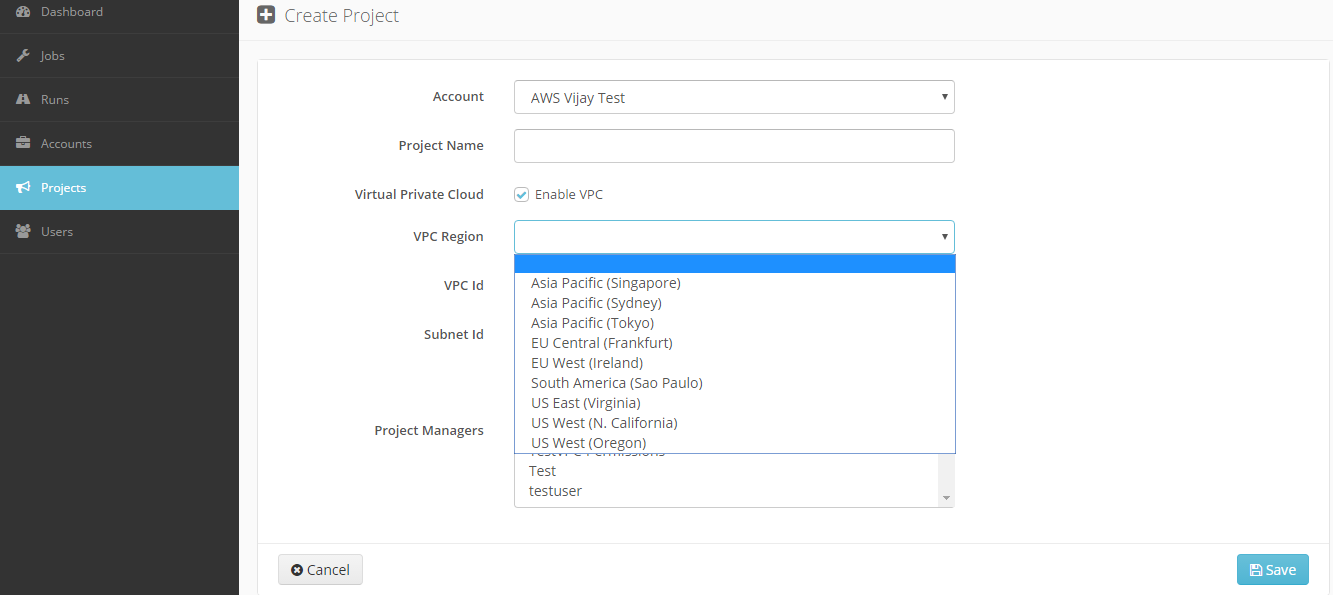 Dashboard
Jobs
Runs
Accounts
Projects
Users
Create Project
Account
AWS Vijay Test
Project Name
Virtual Private Cloud
Enable VPC
VPC Region
Asia Pacific (Singapore)
Asia Pacific (Sydney)
Asia Pacific (Tokyo)
EU Central (Frankfurt)
EU West (Ireland)
South America (Sao Paulo)
US East (Virginia)
US West (N. California)
US West (Oregon)
VPC Id
Subnet Id
Project Managers
TestVPC Permissions
Test
testuser
Cancel
Save